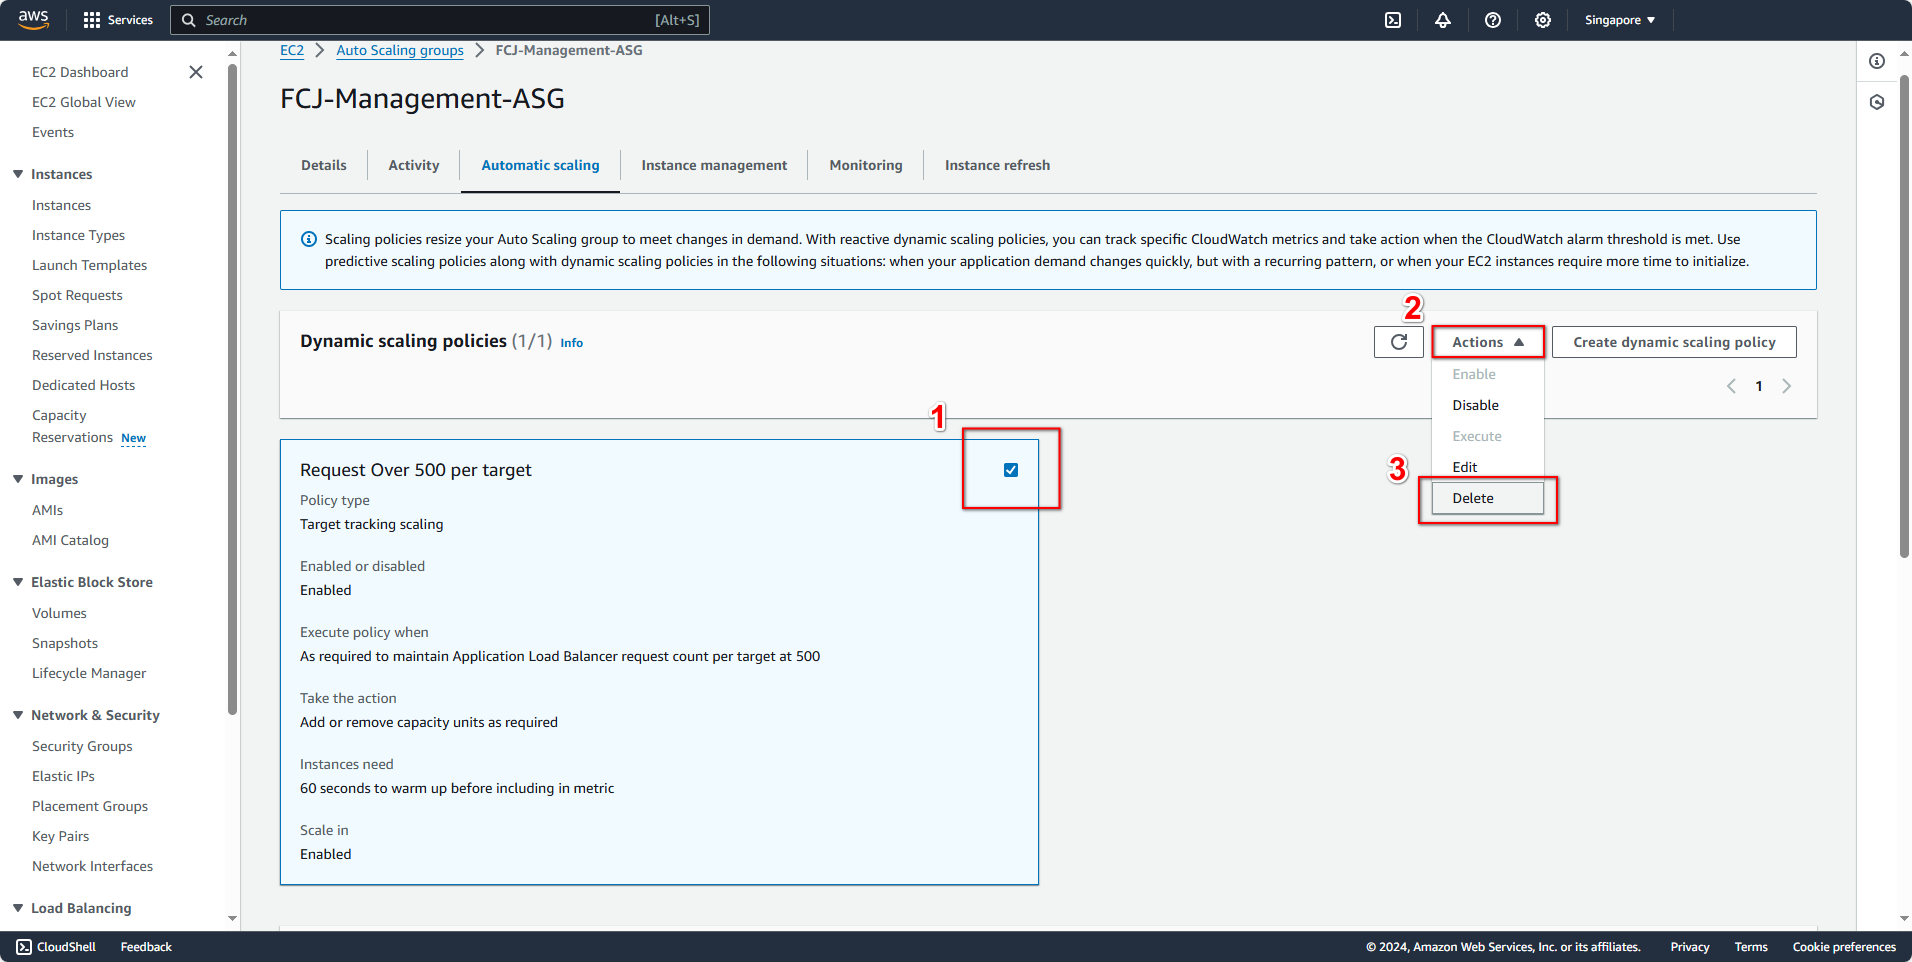 aws
Services
Search
[Alt+S]
Singapore
EC2 Dashboard
EC2 Global View
Events
Instances
Instances
Instance Types
Launch Templates
Spot Requests
Savings Plans
Reserved Instances
Dedicated Hosts
Capacity
Reservations New
Images
AMIs
AMI Catalog
Elastic Block Store
Volumes
Snapshots
Lifecycle Manager
Network & Security
Security Groups
Elastic IPs
Placement Groups
Key Pairs
Network Interfaces
Load Balancing
EC2 > Auto Scaling groups > FCJ-Management-ASG
FCJ-Management-ASG
Details
Activity
Automatic scaling
Instance management
Monitoring
Instance refresh
Scaling policies resize your Auto Scaling group to meet changes in demand. With reactive dynamic scaling policies, you can track specific CloudWatch metrics and take action when the CloudWatch alarm threshold is met. Use
predictive scaling policies along with dynamic scaling policies in the following situations: when your application demand changes quickly, but with a recurring pattern, or when your EC2 instances require more time to initialize.
Dynamic scaling policies (1/1) Info
2
Actions
Create dynamic scaling policy
1
Enable
Disable
Execute
Edit
3
Delete
1
Request Over 500 per target
Policy type
Target tracking scaling
Enabled or disabled
Enabled
Execute policy when
As required to maintain Application Load Balancer request count per target at 500
Take the action
Add or remove capacity units as required
Instances need
60 seconds to warm up before including in metric
Scale in
Enabled
CloudShell
Feedback
© 2024, Amazon Web Services, Inc. or its affiliates.
Privacy
Terms
Cookie preferences